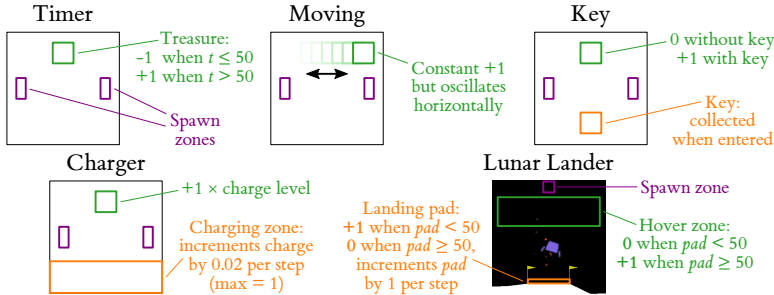 Timer
Treasure:
–1 when t ≤ 50
+1 when t > 50
Spawn
zones
Moving
Constant +1
but oscillates
horizontally
Key
0 without key
+1 with key
Key:
collected
when entered
Charger
+1 × charge level
Charging zone:
increments charge
by 0.02 per step
(max = 1)
Lunar Lander
Landing pad:
+1 when pad < 50
0 when pad ≥ 50,
increments pad
by 1 per step
Spawn zone
Hover zone:
0 when pad < 50
+1 when pad ≥ 50